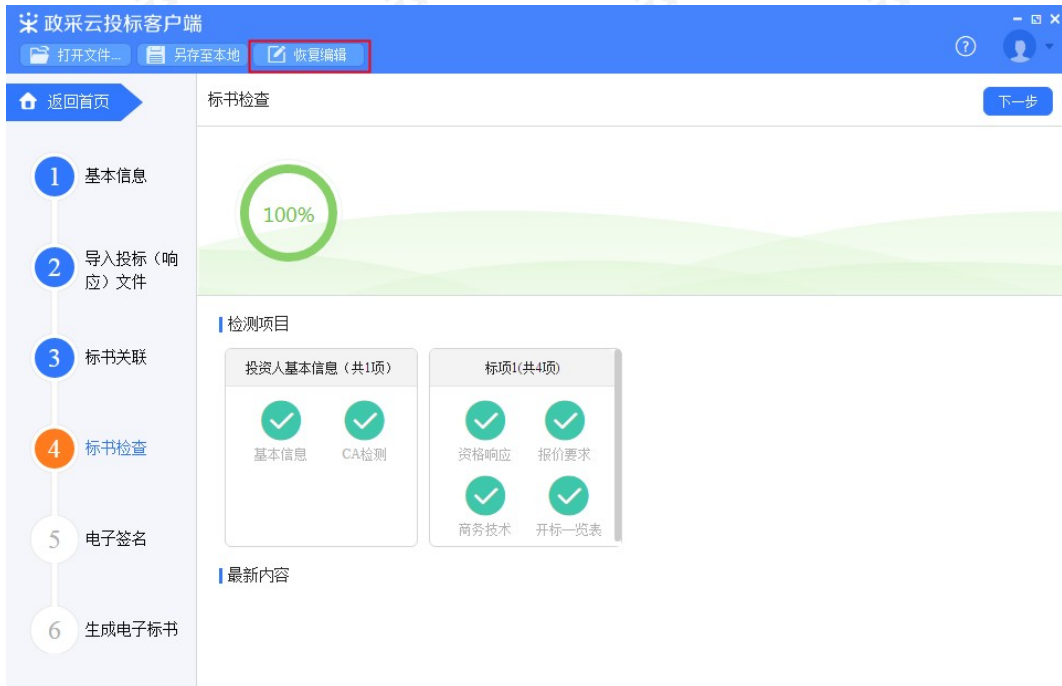 政采云投标客户端
打开文件...
另存至本地
恢复编辑
返回首页
标书检查
下一步
1
基本信息
100%
2
导入投标（响
应）文件
检测项目
3
标书关联
投资人基本信息（共1项）
标项1(共4项)
基本信息
CA检测
资格响应
报价要求
4
标书检查
商务技术
开标一览表
5
电子签名
最新内容
6
生成电子标书